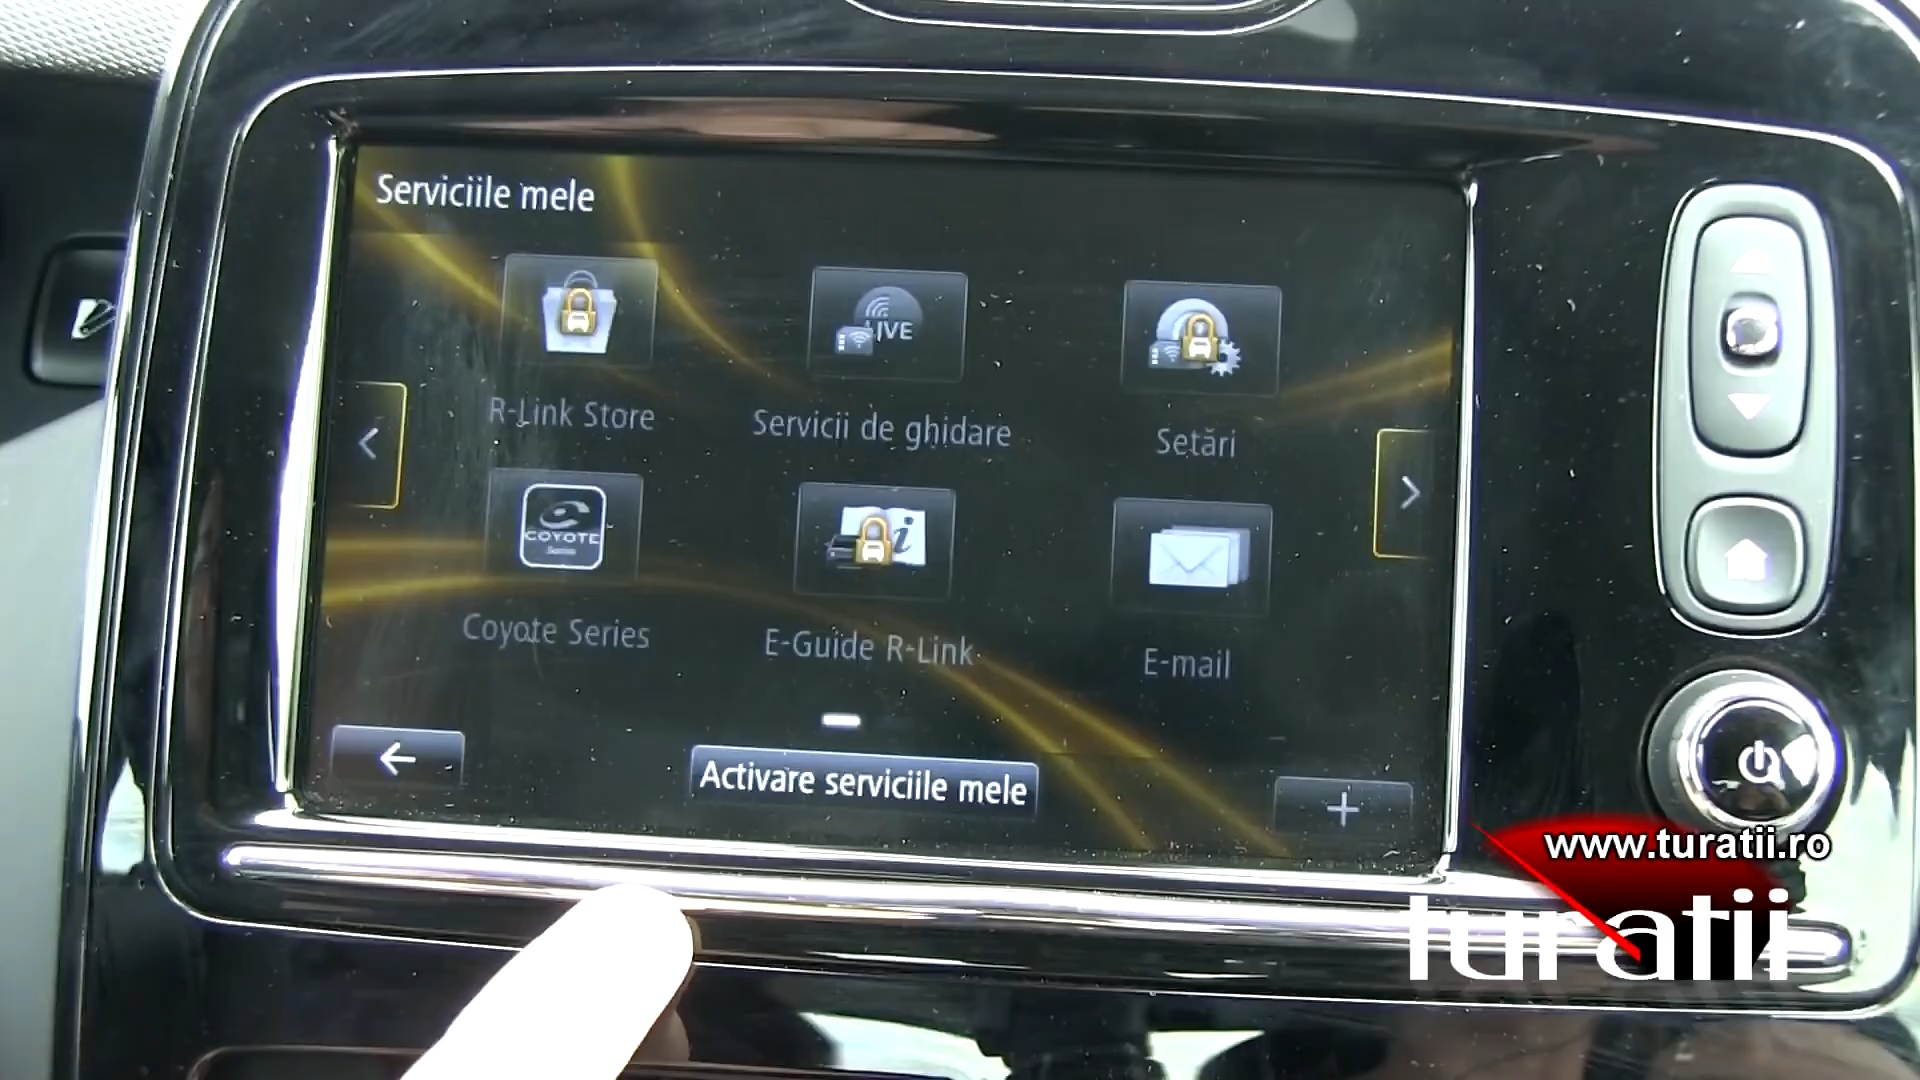 Serviciile mele
LIVE
R-Link Store
Servicii de ghidare
Setări
COYOTE
Series
Coyote Series
E-Guide R-Link
E-mail
Activare serviciile mele
www.turatii.ro
turatii